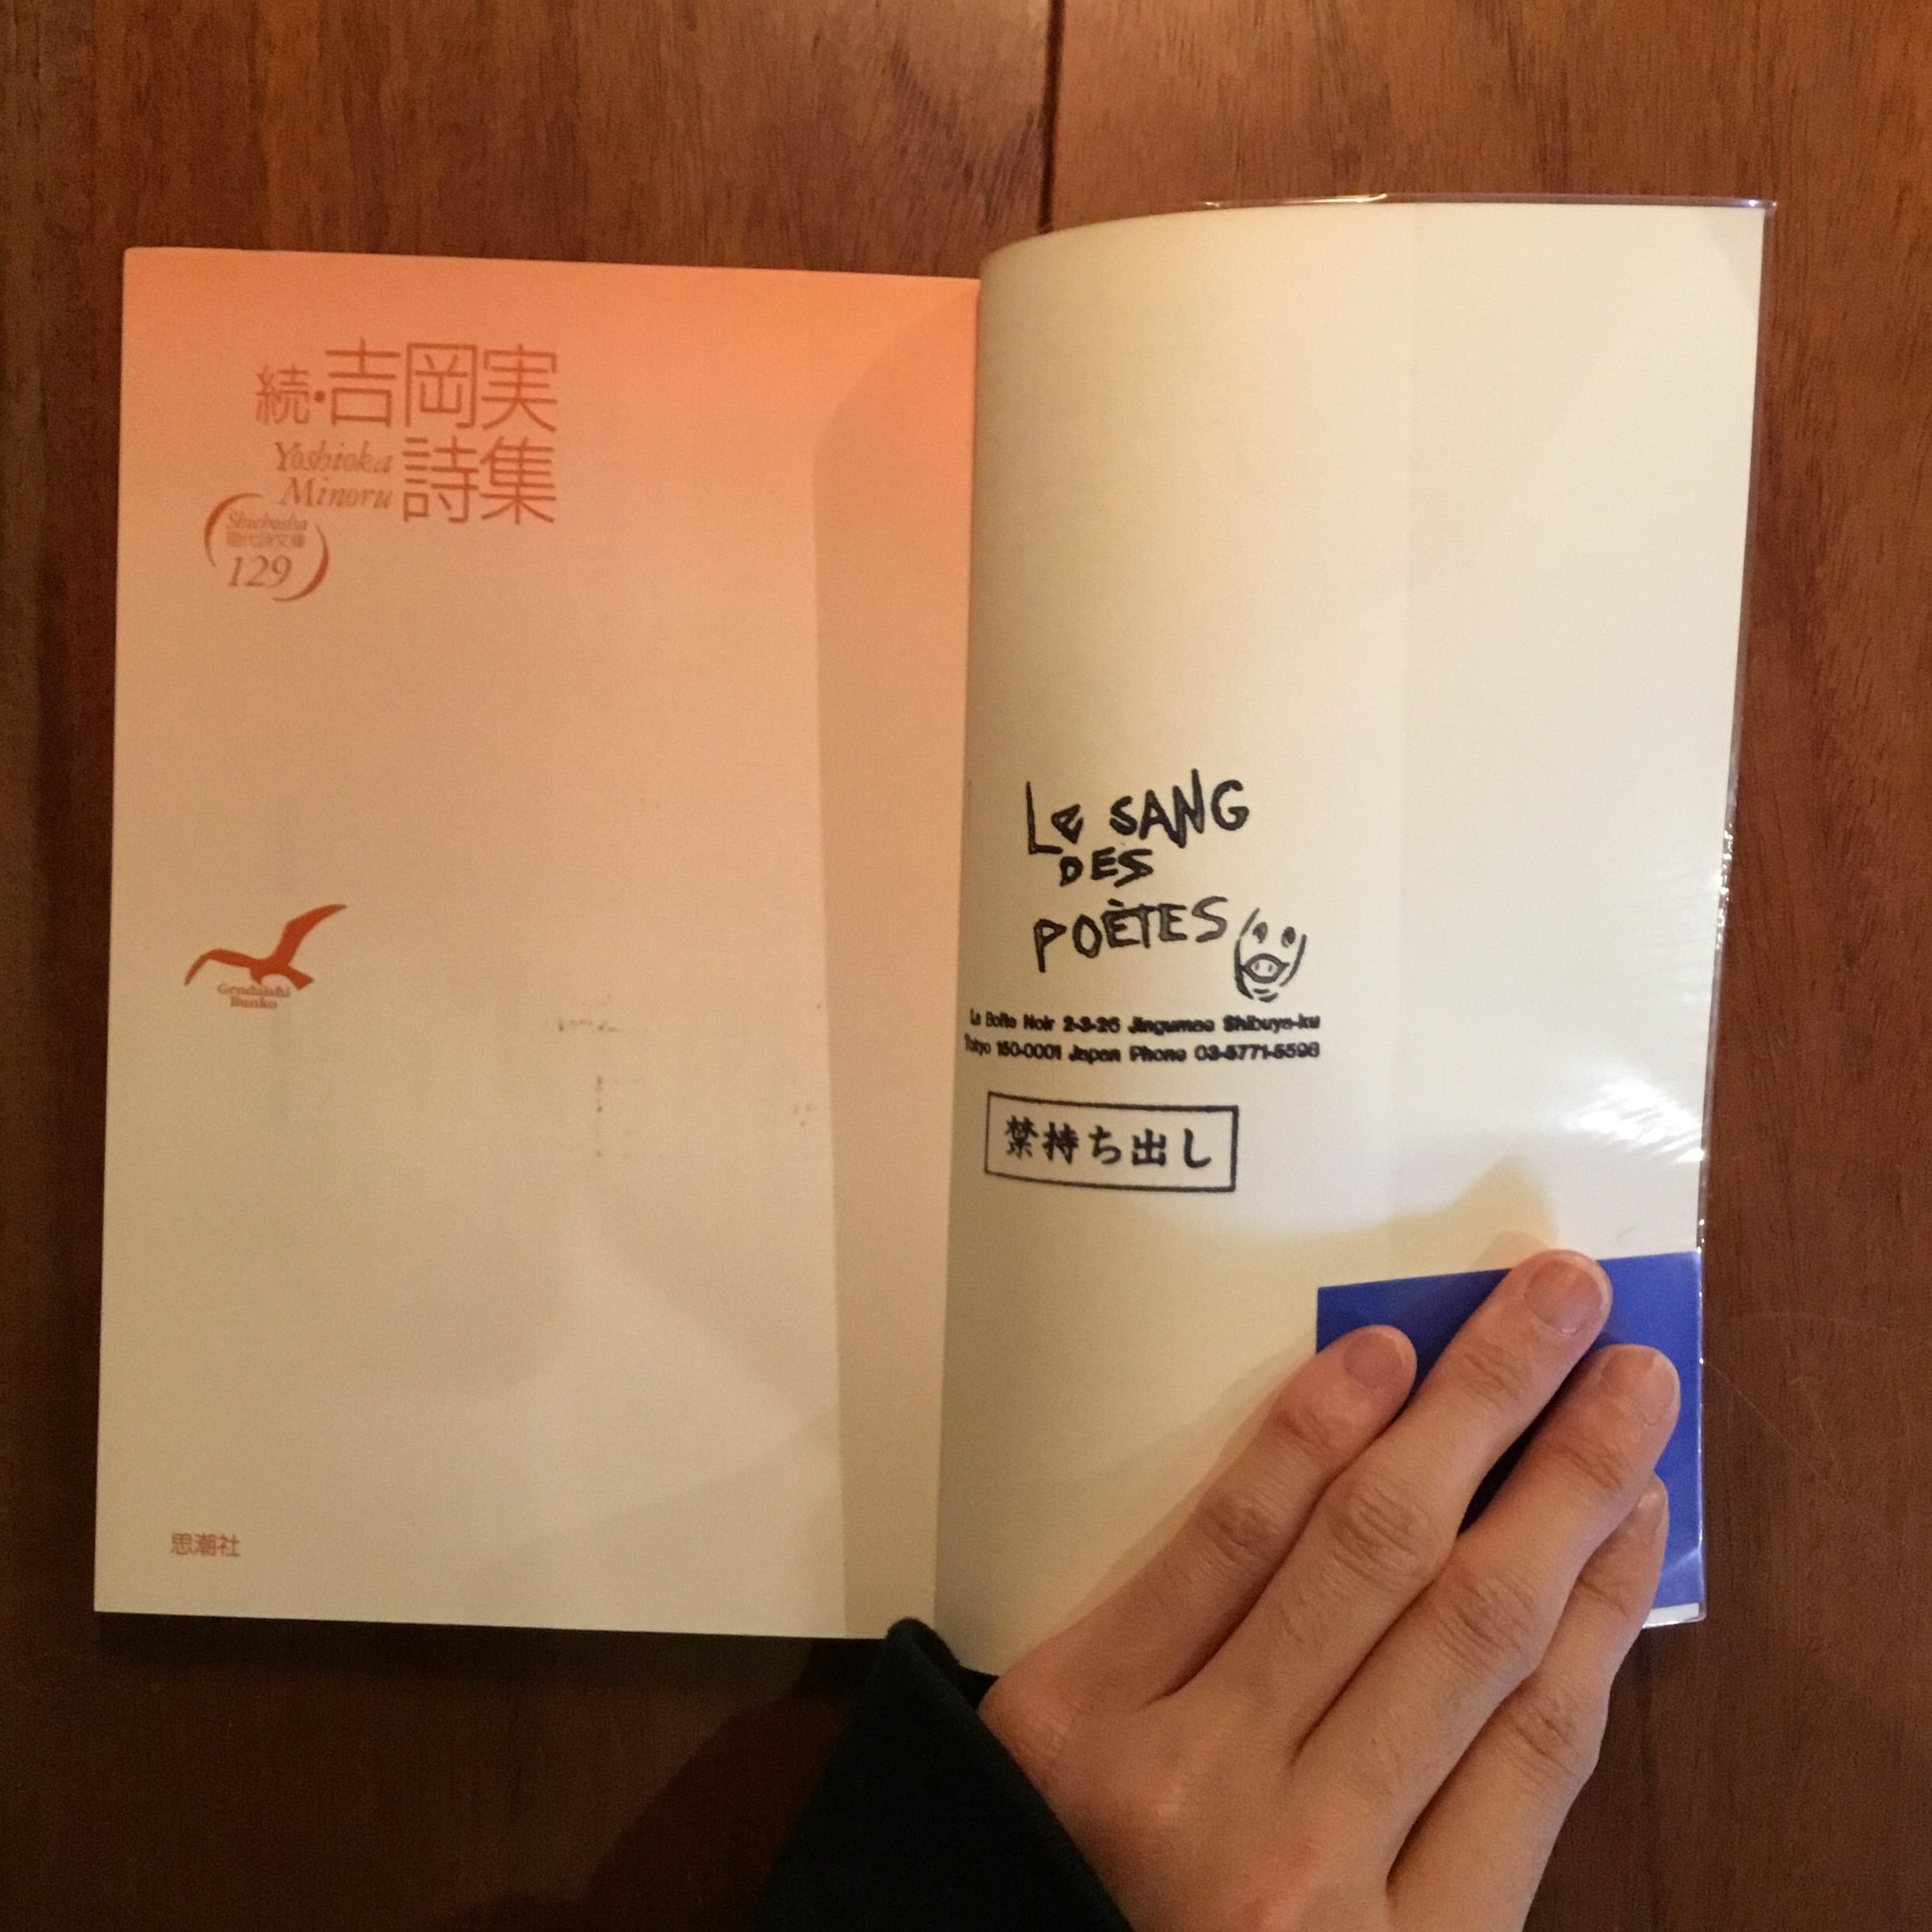 続・吉岡実
Yoshioka 詩集
Minoru
Shichosha
現代詩文庫
129
Gendaishi
Bunko
思潮社
Le SANG
DES
POÈTES
La Boîte Noir 2-3-26 Jingumae Shibuya-ku
Tokyo 150-0001 Japan Phone 03-5771-5596
禁持ち出し